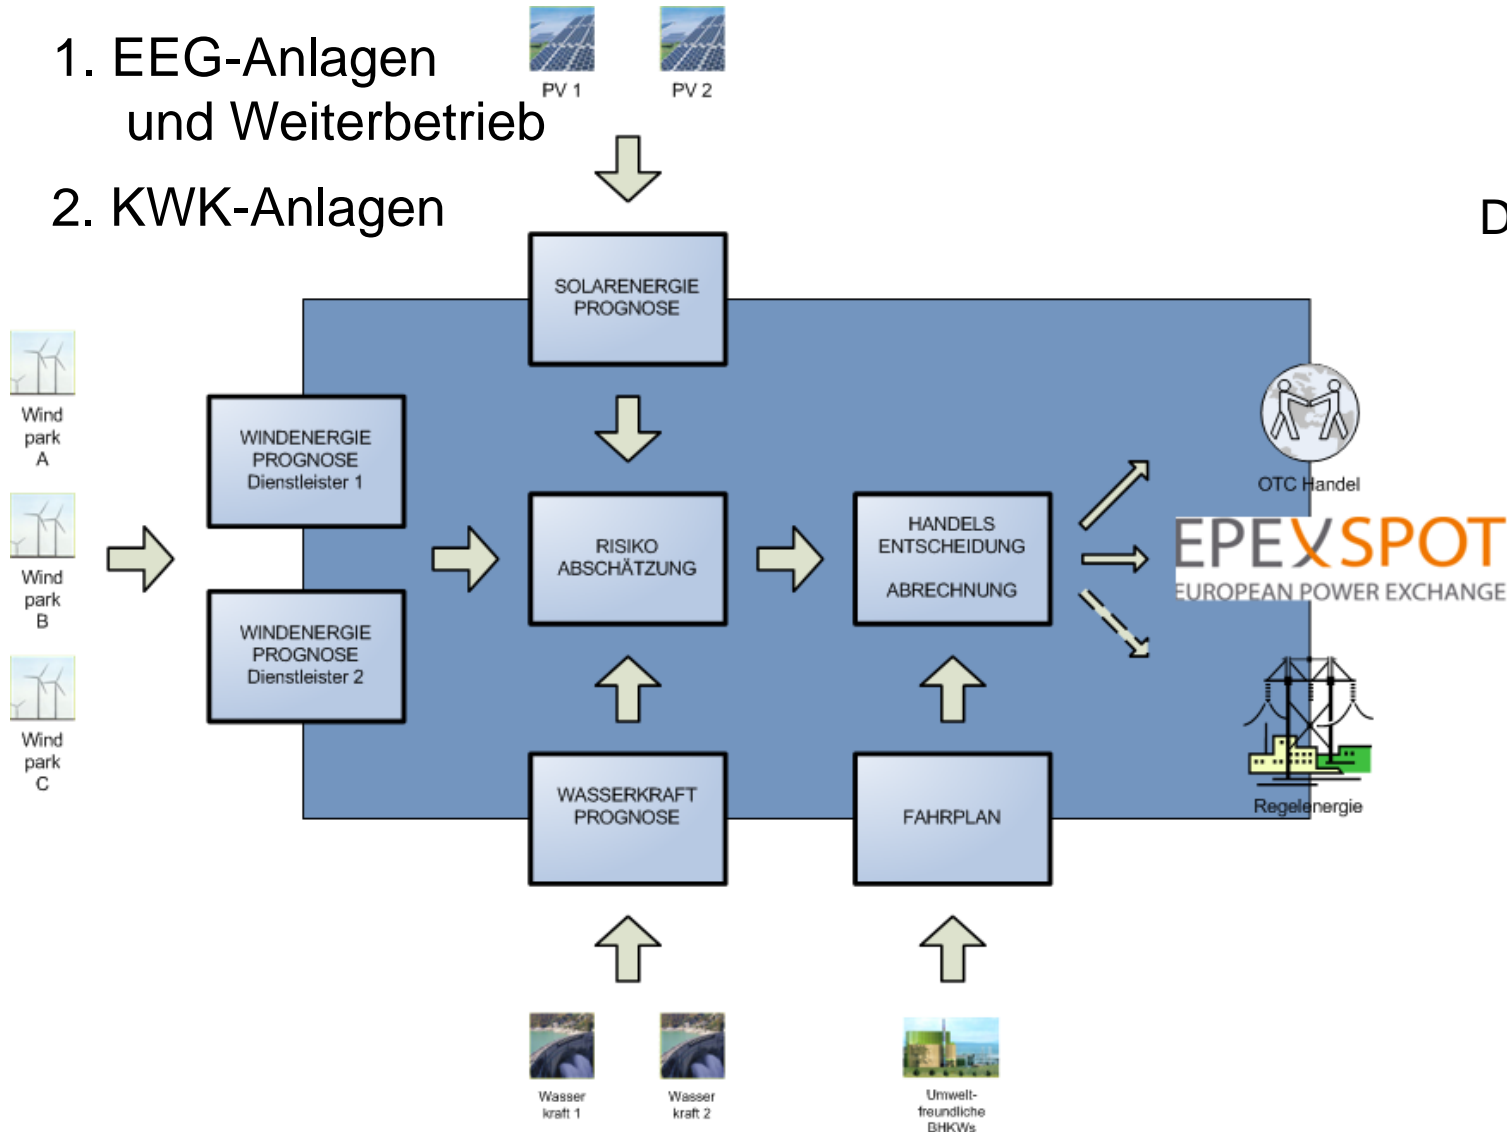 1. EEG-Anlagen
und Weiterbetrieb
2. KWK-Anlagen
PV 1
PV 2
D
SOLARENERGIE
PROGNOSE
Wind
park
A
Wind
park
B
Wind
park
C
WINDENERGIE
PROGNOSE
Dienstleister 1
WINDENERGIE
PROGNOSE
Dienstleister 2
RISIKO
ABSCHÄTZUNG
HANDELS
ENTSCHEIDUNG
ABRECHNUNG
OTC Handel
EPEXSPOT
EUROPEAN POWER EXCHANGE
Regelenergie
WASSERKRAFT
PROGNOSE
FAHRPLAN
Wasser
kraft 1
Wasser
kraft 2
Umwelt-
freundliche
BHKWs